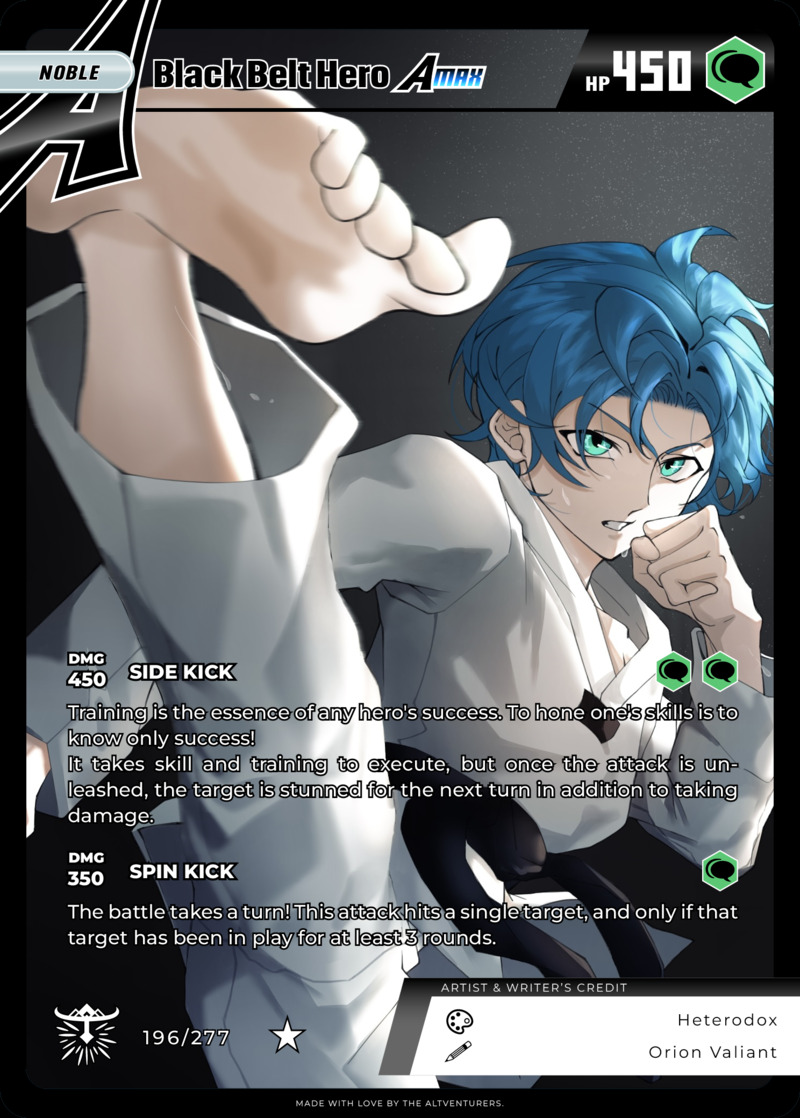 NOBLE
Black Belt Hero Amax
HP 450
DMG
450 SIDE KICK
Training is the essence of any hero's success. To hone one's skills is to
know only success!
It takes skill and training to execute, but once the attack is un-
leashed, the target is stunned for the next turn in addition to taking
damage.
DMG
350 SPIN KICK
The battle takes a turn! This attack hits a single target, and only if that
target has been in play for at least 3 rounds.
196/277
ARTIST & WRITER'S CREDIT
Heterodox
Orion Valiant
MADE WITH LOVE BY THE ALTVENTURERS.